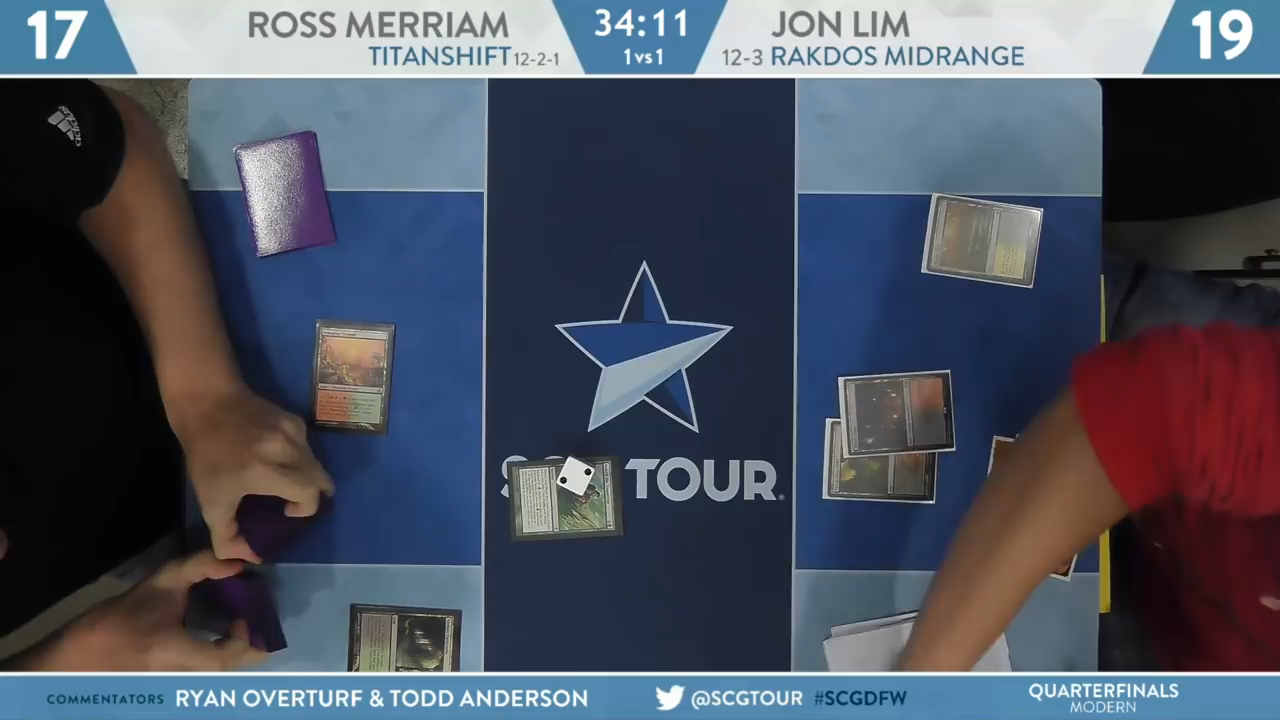 17
ROSS MERRIAM
TITANSHIFT 12-2-1
34:11
1 vs 1
JON LIM
12-3 RAKDOS MIDRANGE
19
adidas
TOUR
COMMENTATORS RYAN OVERTURF & TODD ANDERSON
@SCGTOUR #SCGDFW
QUARTERFINALS
MODERN